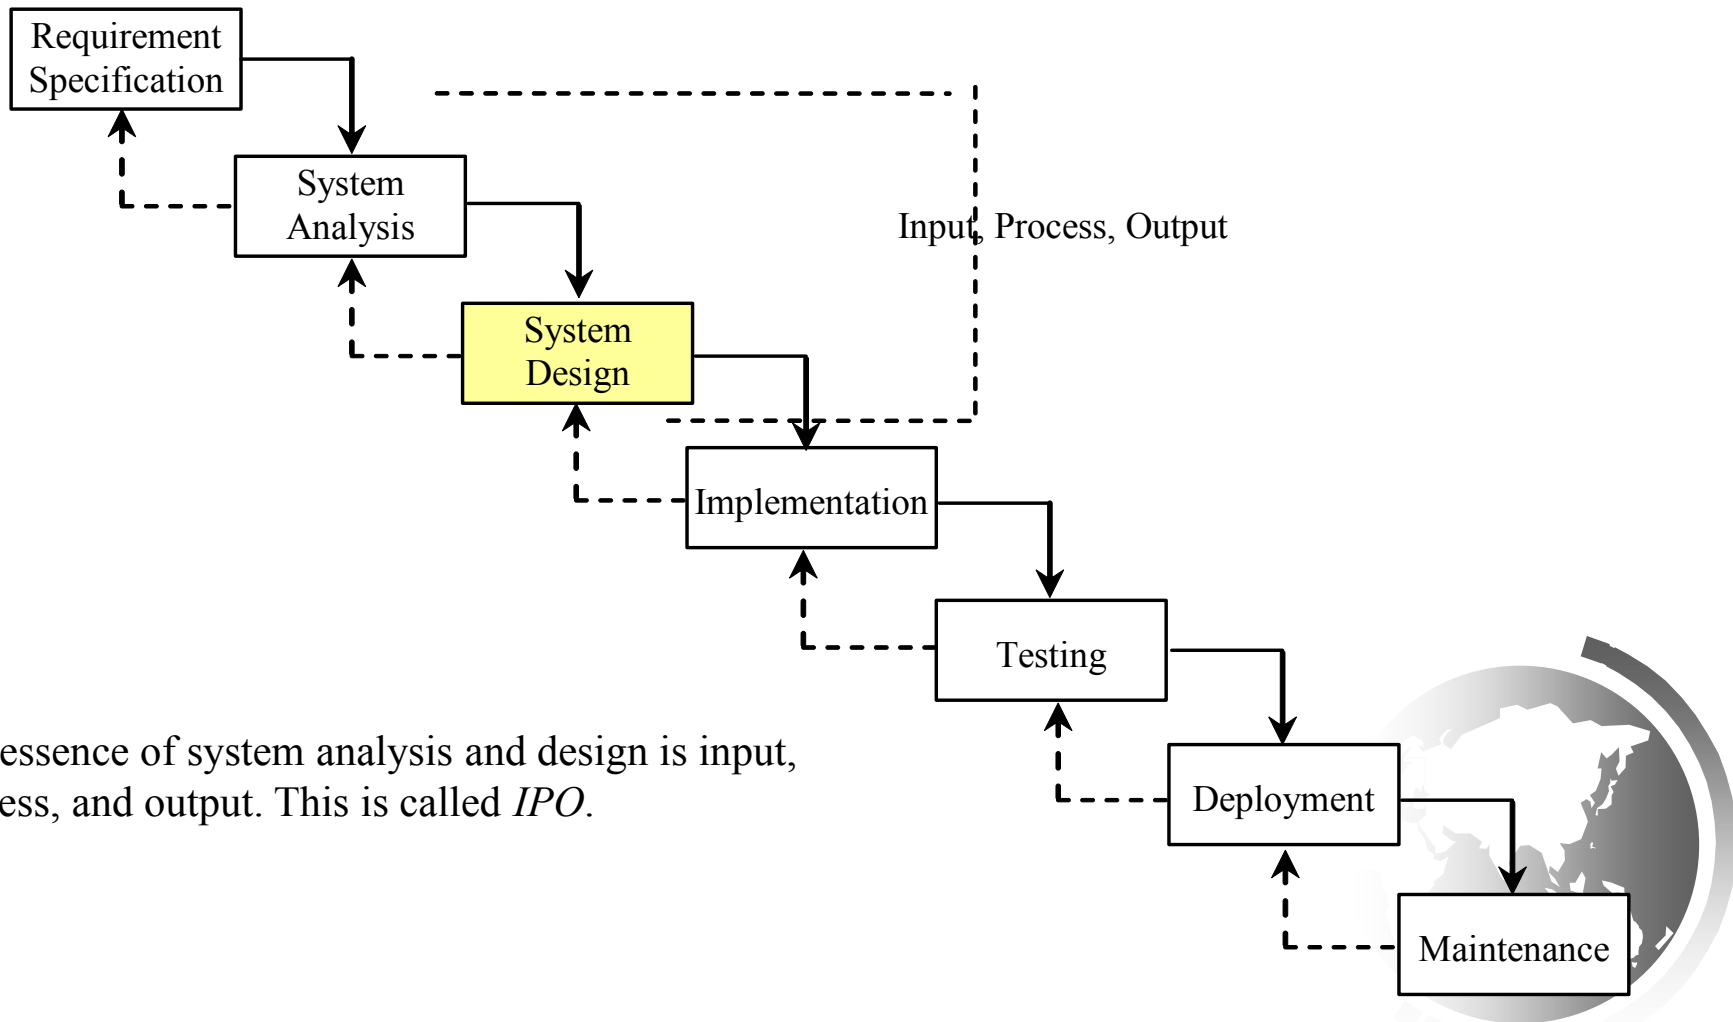 Requirement
Specification
System
Analysis
Input, Process, Output
System
Design
Implementation
Testing
essence of system analysis and design is input,
ess, and output. This is called IPO.
Deployment
Maintenance